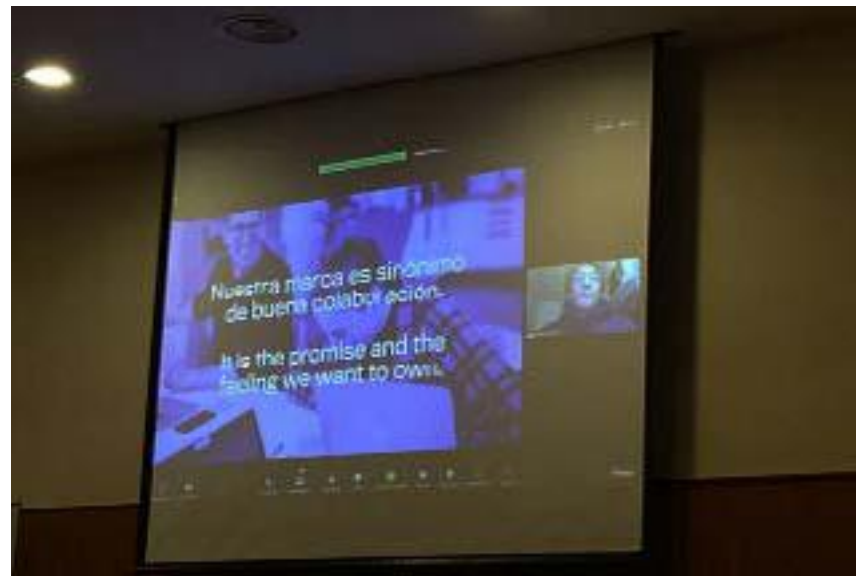 Nuestra marca es sinónimo
de buena colaboración.
It is the promise and the
feeling we want to own.